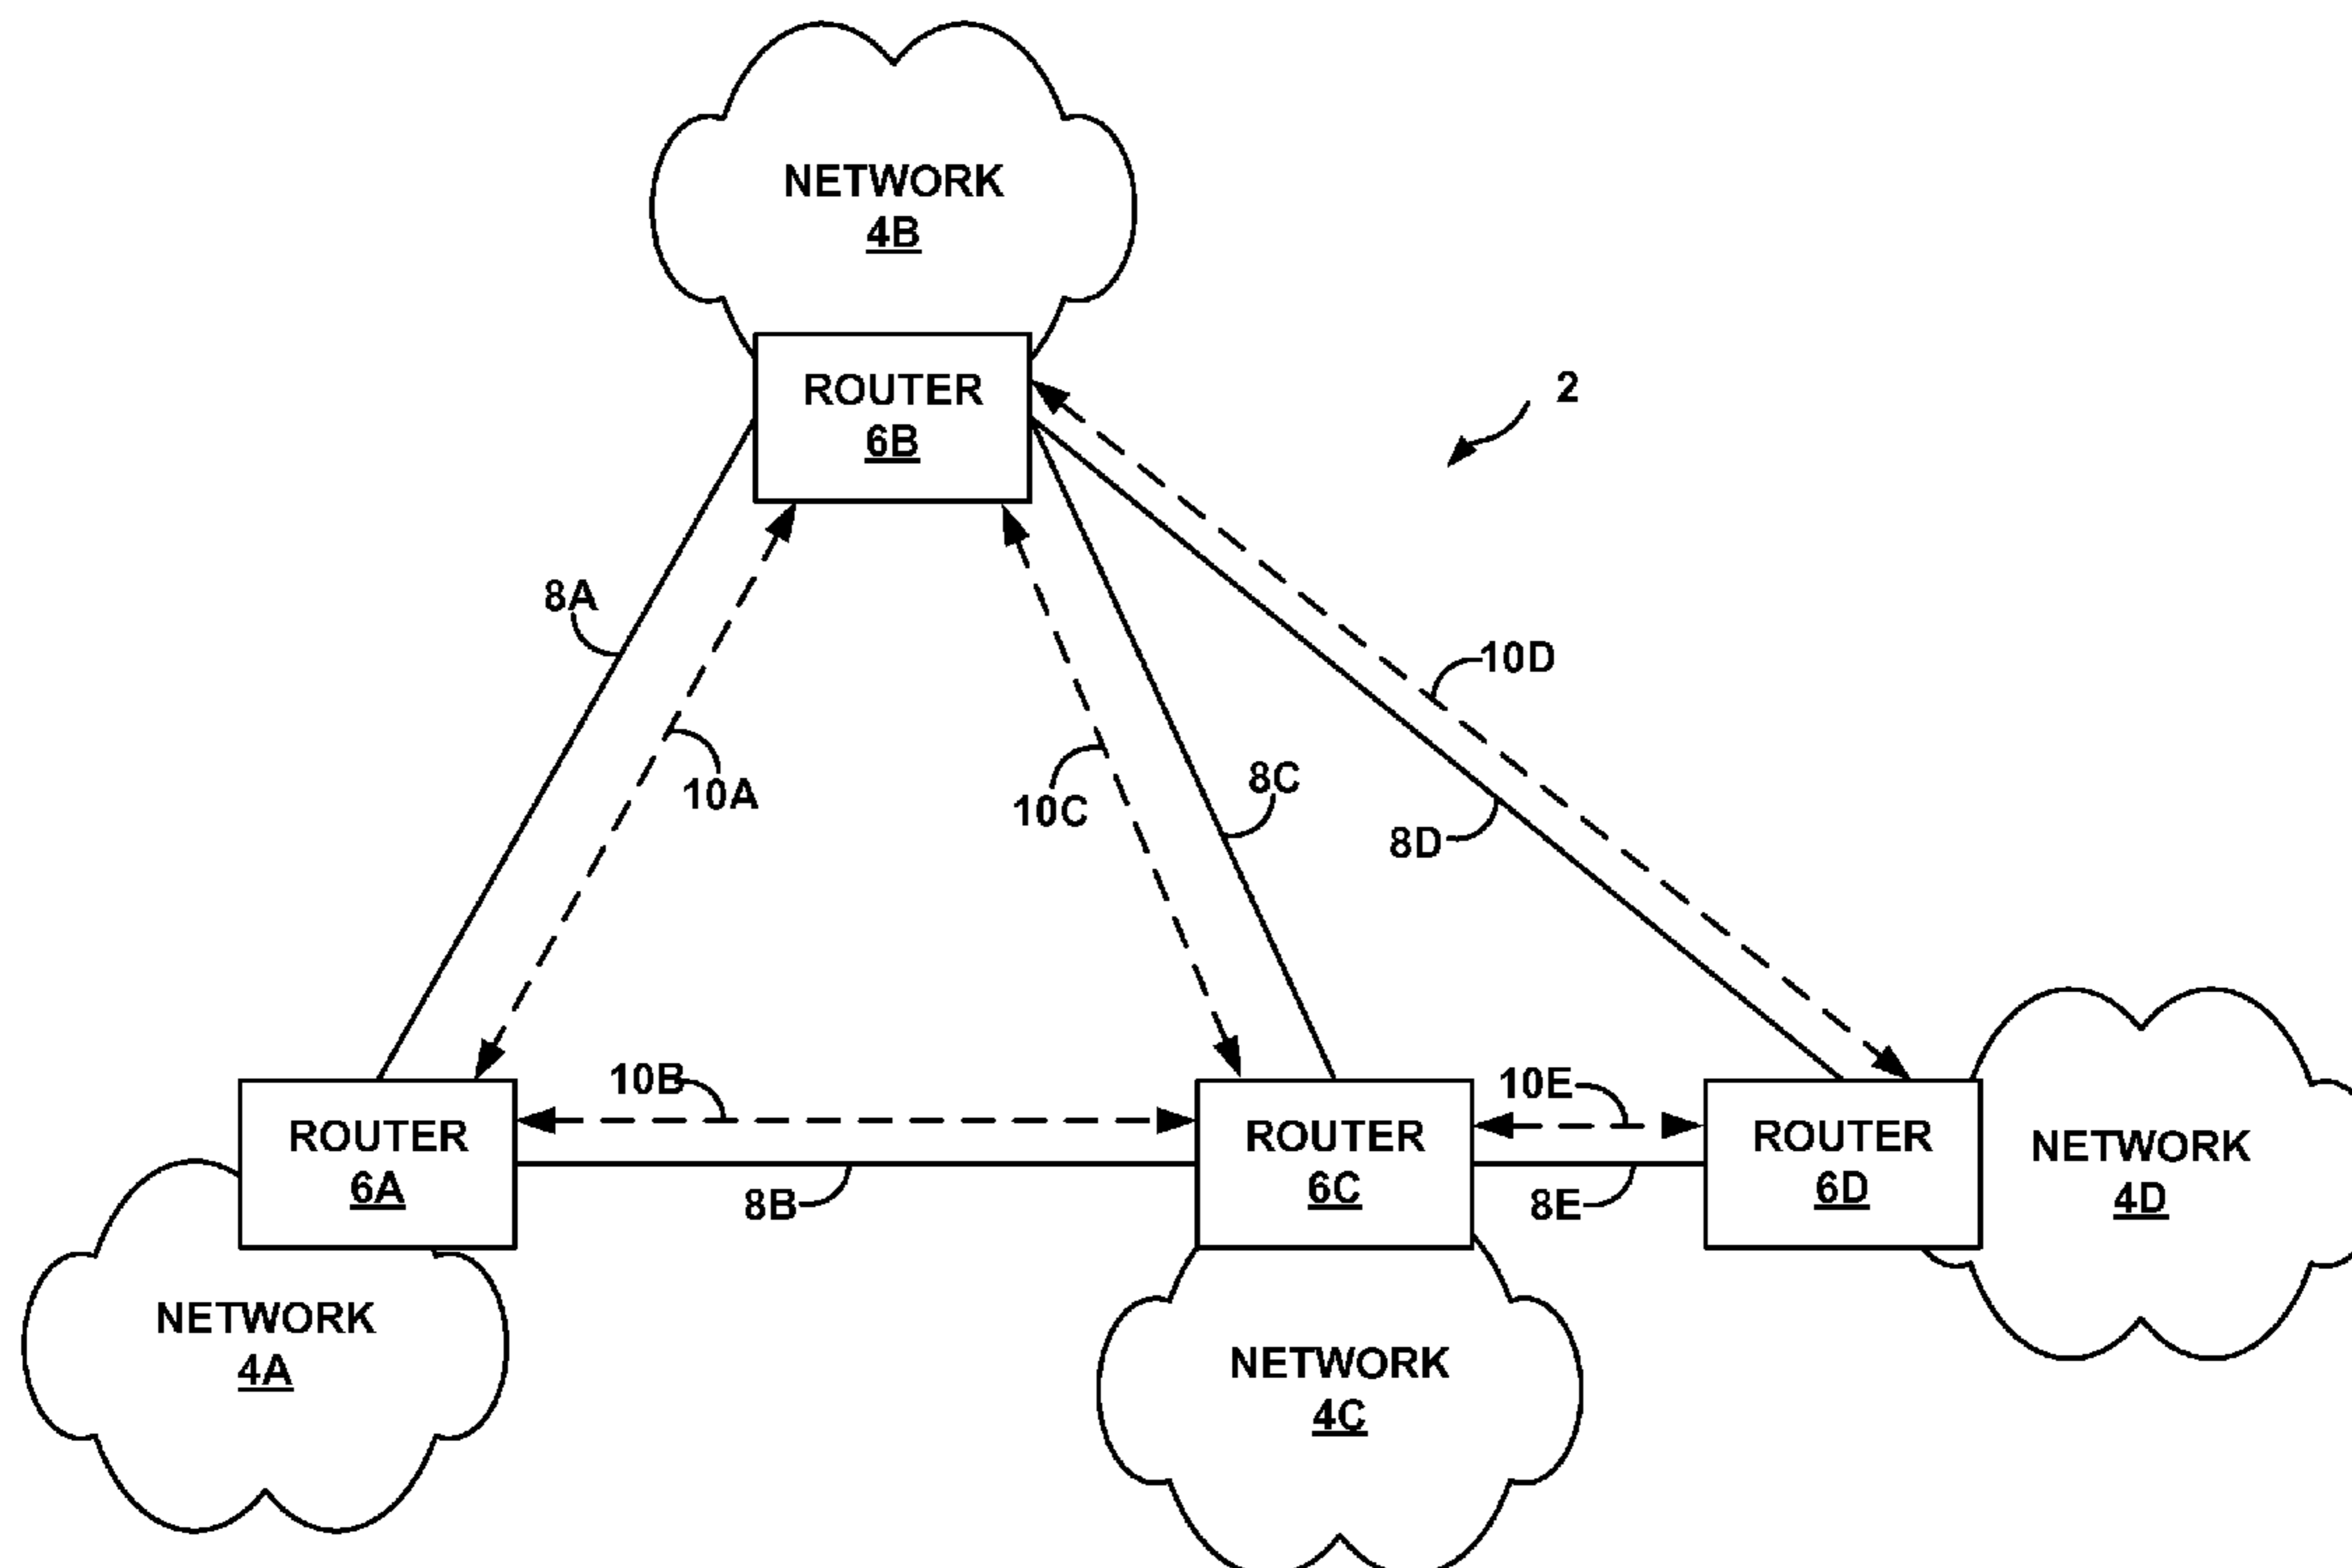 NETWORK
4B
ROUTER
6B
2
8A
10D
10A
10C
8C
8D
10B
10E
ROUTER
6A
ROUTER
6C
ROUTER
6D
NETWORK
4D
8B
8E
NETWORK
4A
NETWORK
4C